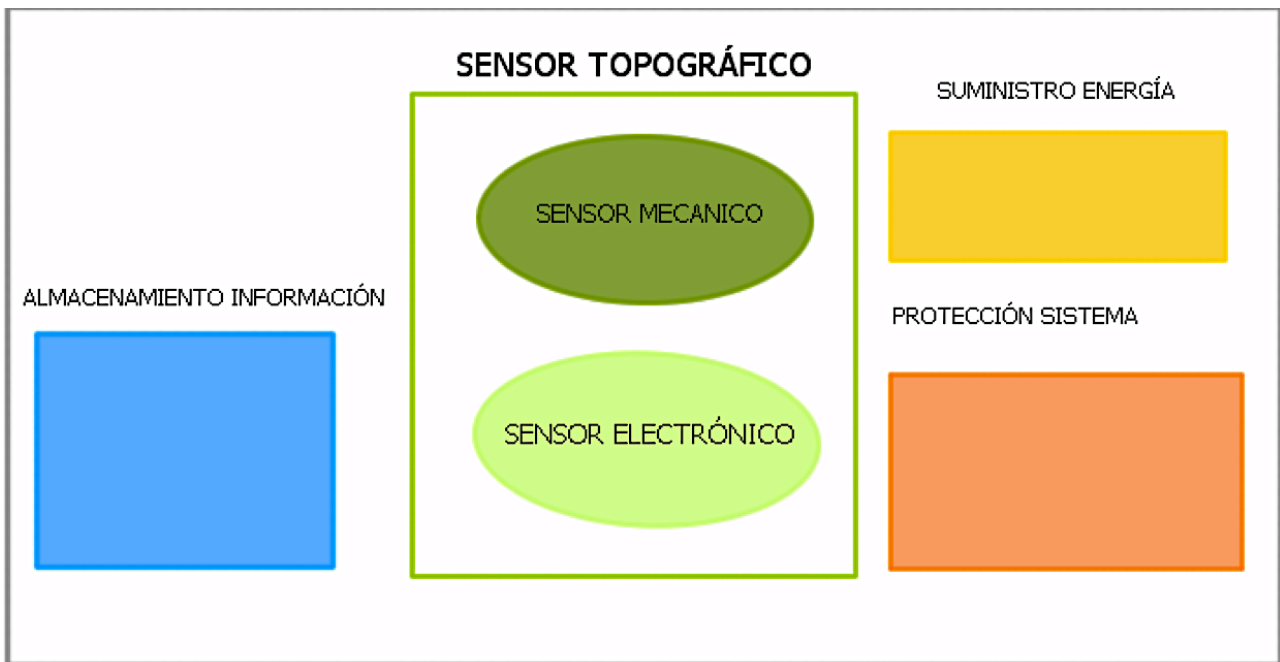 SENSOR TOPOGRÁFICO
SUMINISTRO ENERGÍA
SENSOR MECANICO
ALMACENAMIENTO INFORMACIÓN
PROTECCIÓN SISTEMA
SENSOR ELECTRÓNICO